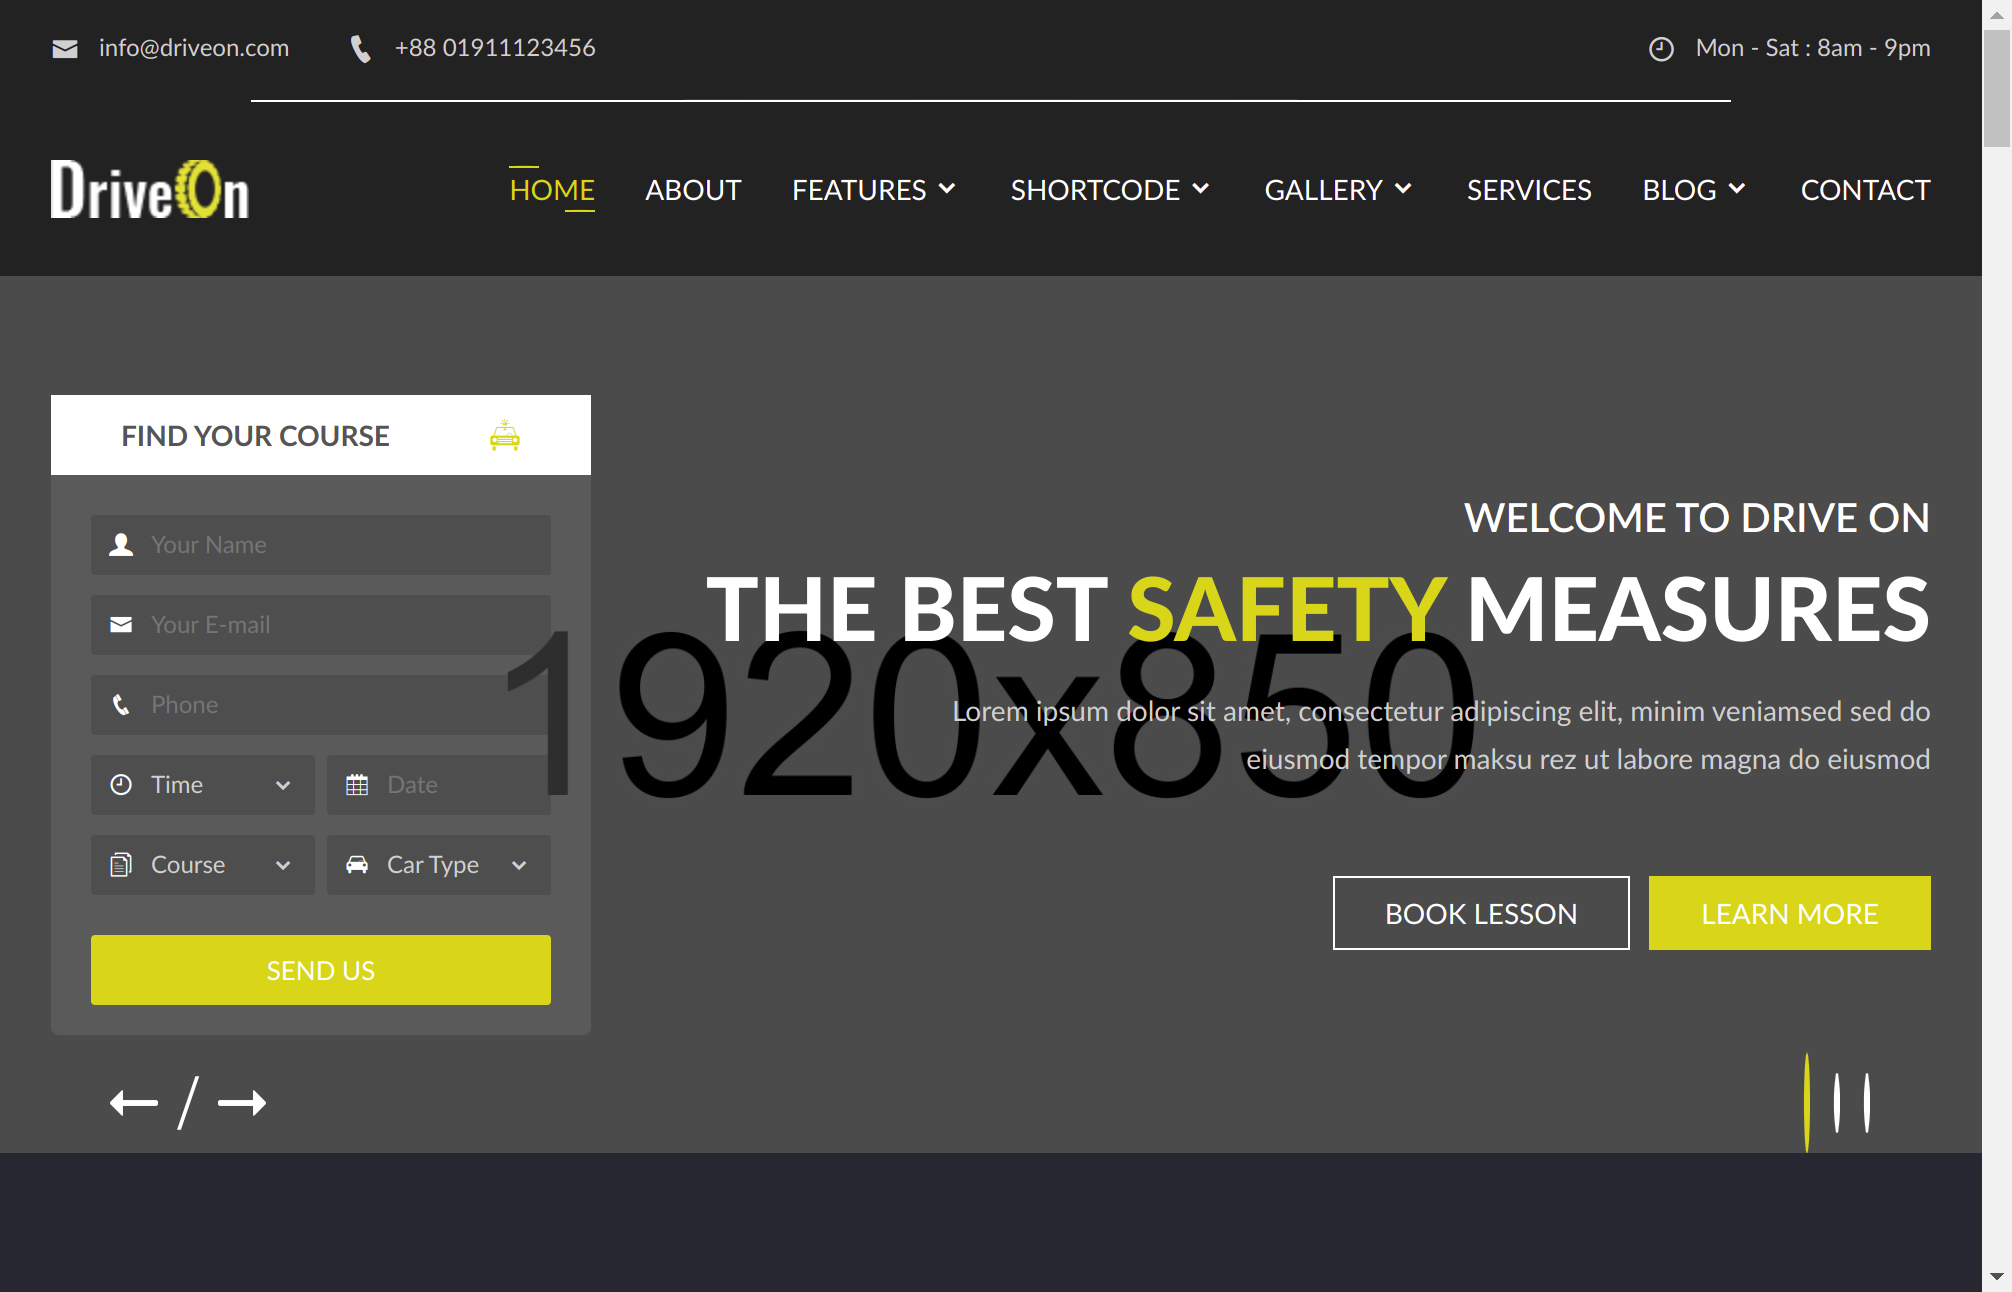 info@driveon.com
+88 01911123456
Mon - Sat : 8am - 9pm
DriveOn
HOME
ABOUT
FEATURES
SHORTCODE
GALLERY
SERVICES
BLOG
CONTACT
FIND YOUR COURSE
Your Name
Your E-mail
Phone
Time
Date
Course
Car Type
SEND US
WELCOME TO DRIVE ON
THE BEST SAFETY MEASURES
1920x850
Lorem ipsum dolor sit amet, consectetur adipiscing elit, minim veniamsed sed do
eiusmod tempor maksu rez ut labore magna do eiusmod
BOOK LESSON
LEARN MORE
/